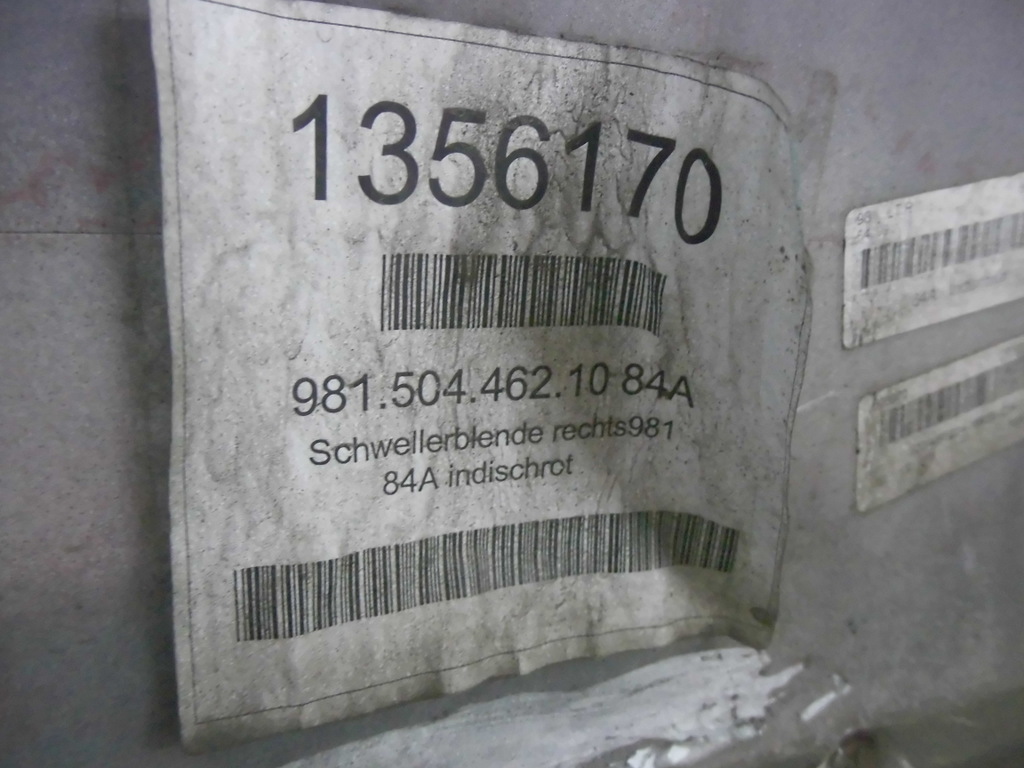 1356170
981.504.462.10 84A
Schwellerblende rechts981
84A indischrot